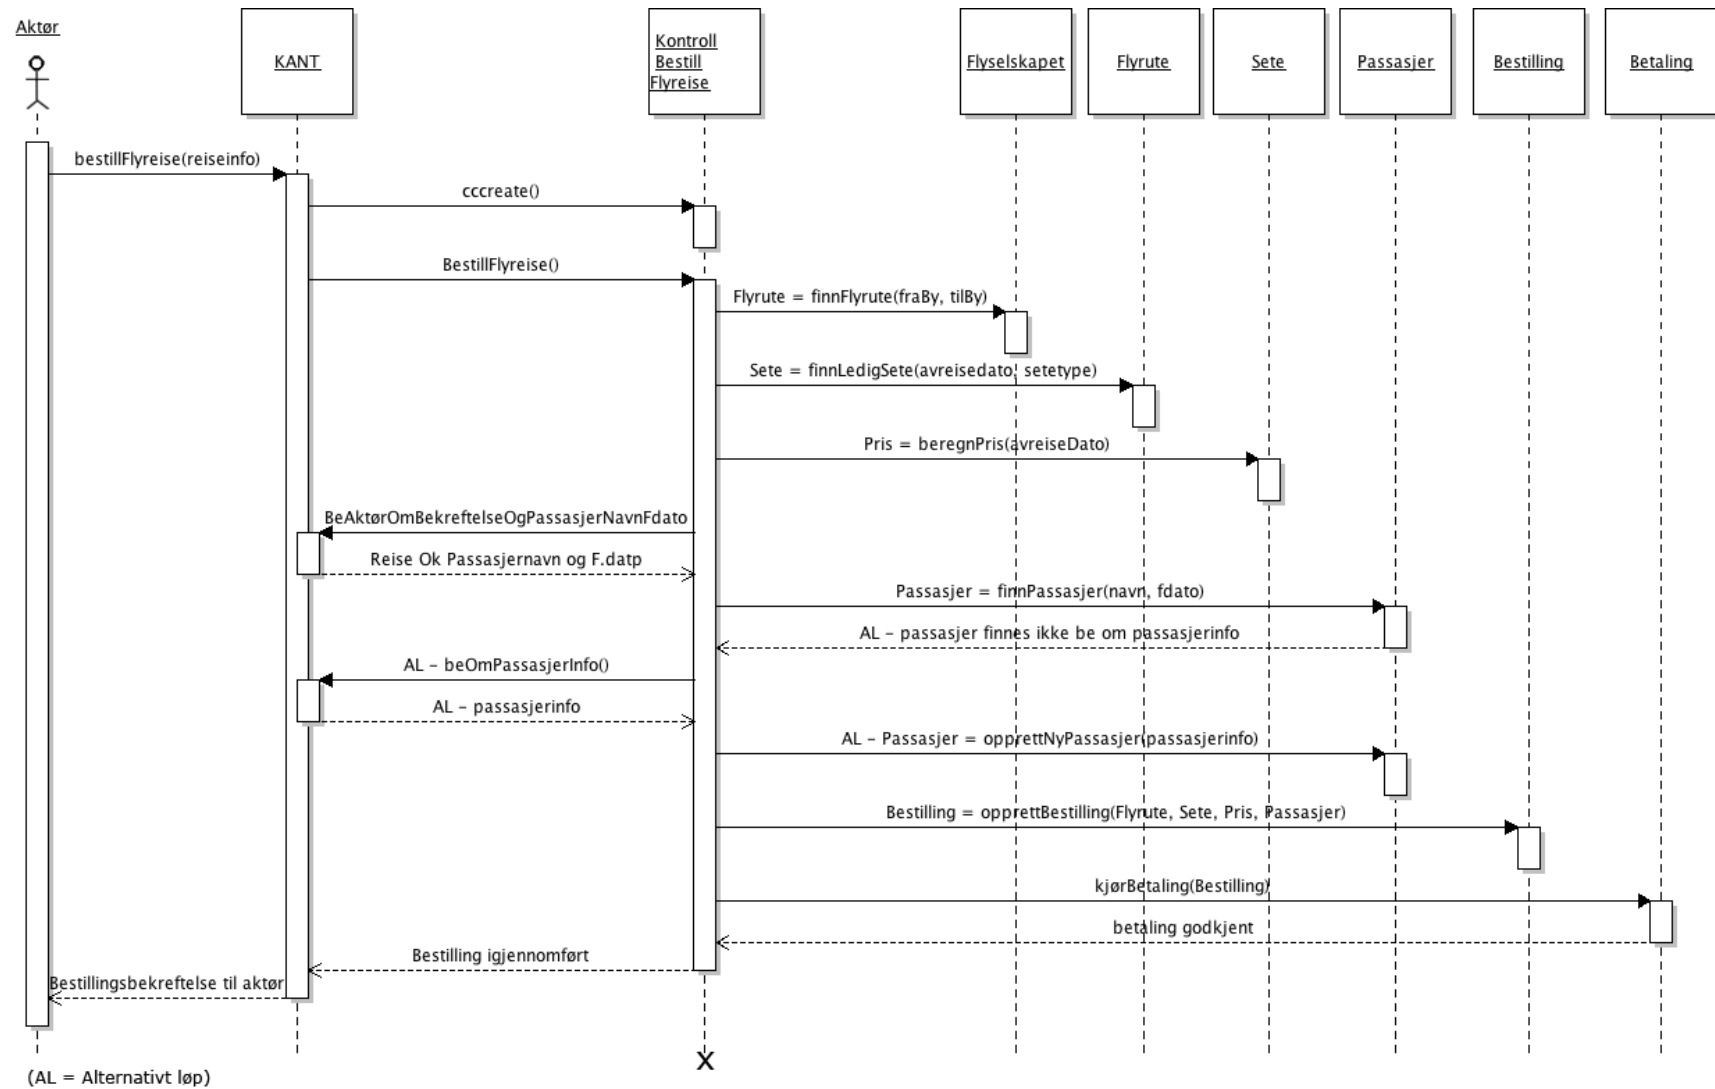 Aktør
KANT
Kontroll
Bestill
Flyreise
Flyselskapet
Flyrute
Sete
Passasjer
Bestilling
Betaling
bestillFlyreise(reiseinfo)
cccreate()
BestillFlyreise()
Flyrute = finnFlyrute(fraBy, tilBy)
Sete = finnLedigSete(avreisedato, setetype)
Pris = beregnPris(avreiseDato)
BeAktørOmBekreftelseOgPassasjerNavnFdato
Reise Ok Passasjernavn og F.datp
Passasjer = finnPassasjer(navn, fdato)
AL - passasjer finnes ikke be om passasjerinfo
AL - beOmPassasjerInfo()
AL - passasjerinfo
AL - Passasjer = opprettNyPassasjer(passasjerinfo)
Bestilling = opprettBestilling(Flyrute, Sete, Pris, Passasjer)
kjørBetaling(Bestilling)
betaling godkjent
Bestilling igjennomført
Bestillingsbekreftelse til aktør
X
(AL = Alternativt løp)